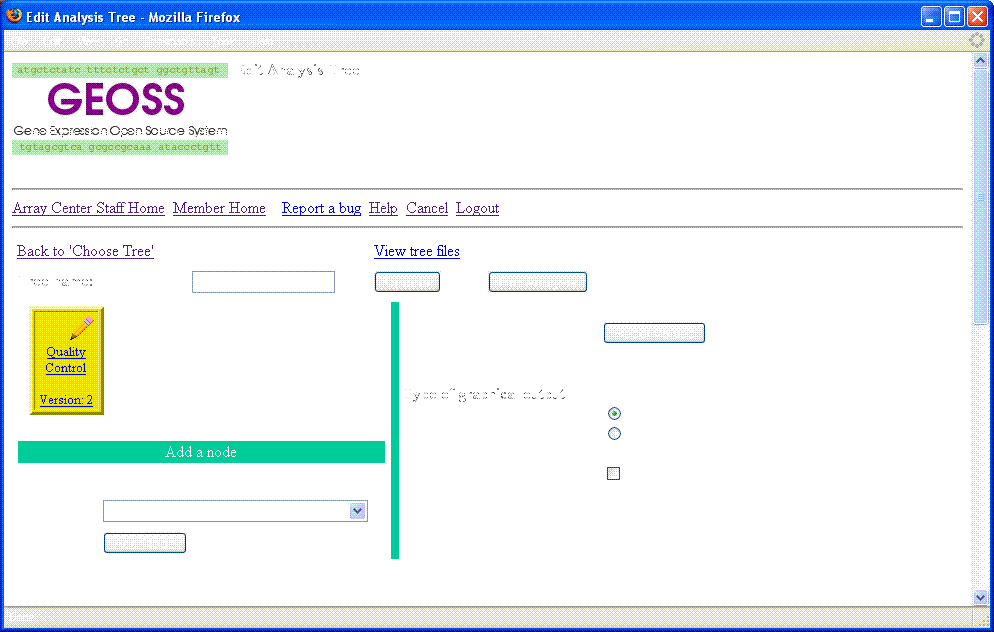 Edit Analysis Tree - Mozilla Firefox
atgctctatc tttctctgct ggctgttagt
Edit Analysis Tree
GEOSS
Gene Expression Open Source System
tgtagcgtca gcgccgcaaa ataccctgtt
Array Center Staff Home Member Home Report a bug Help Cancel Logout
Back to 'Choose Tree' View tree files
Tree name:
Quality
Control
Version: 2
Type of graphical output
Add a node